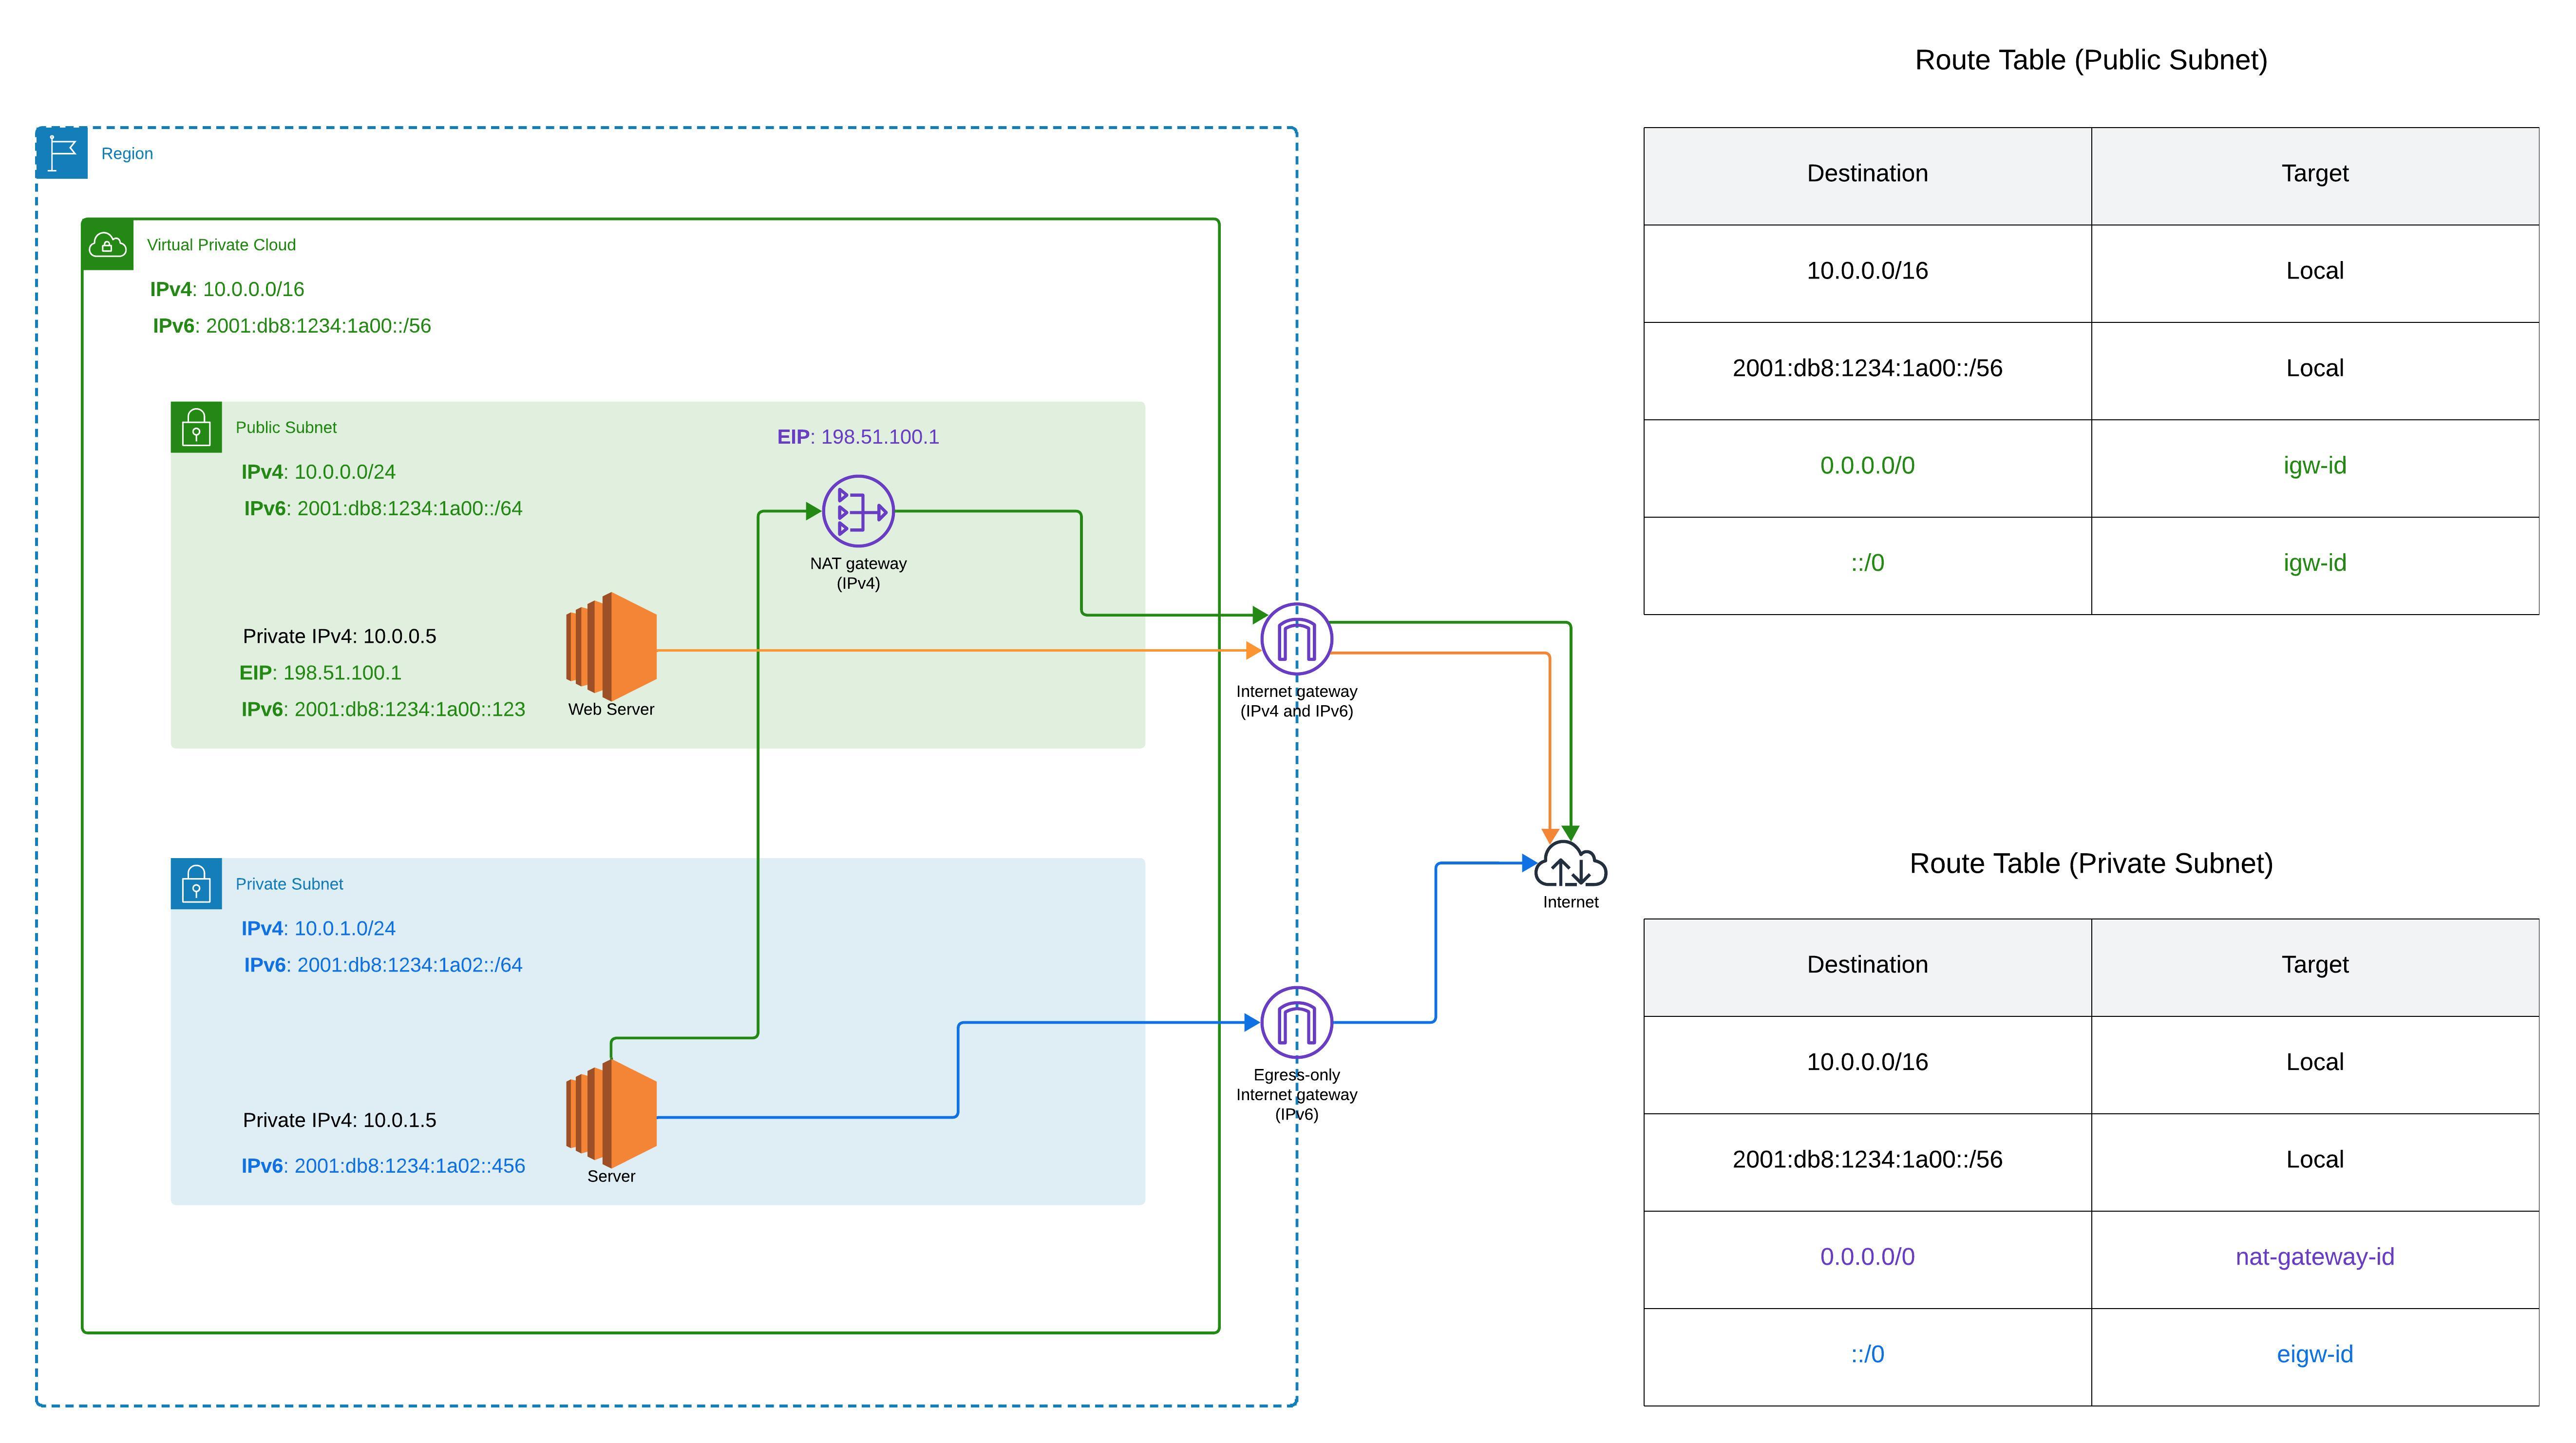 Route Table (Public Subnet)
Region
Virtual Private Cloud
IPv4: 10.0.0.0/16
IPv6: 2001:db8:1234:1a00::/56
Public Subnet
EIP: 198.51.100.1
IPv4: 10.0.0.0/24
IPv6: 2001:db8:1234:1a00::/64
NAT gateway
(IPv4)
Private IPv4: 10.0.0.5
EIP: 198.51.100.1
IPv6: 2001:db8:1234:1a00::123
Web Server
Internet gateway
(IPv4 and IPv6)
Private Subnet
IPv4: 10.0.1.0/24
IPv6: 2001:db8:1234:1a02::/64
Private IPv4: 10.0.1.5
IPv6: 2001:db8:1234:1a02::456
Server
Egress-only
Internet gateway
(IPv6)
Internet
Destination Target
10.0.0.0/16 Local
2001:db8:1234:1a00::/56 Local
0.0.0.0/0 igw-id
::/0 igw-id
Route Table (Private Subnet)
Destination Target
10.0.0.0/16 Local
2001:db8:1234:1a00::/56 Local
0.0.0.0/0 nat-gateway-id
::/0 eigw-id